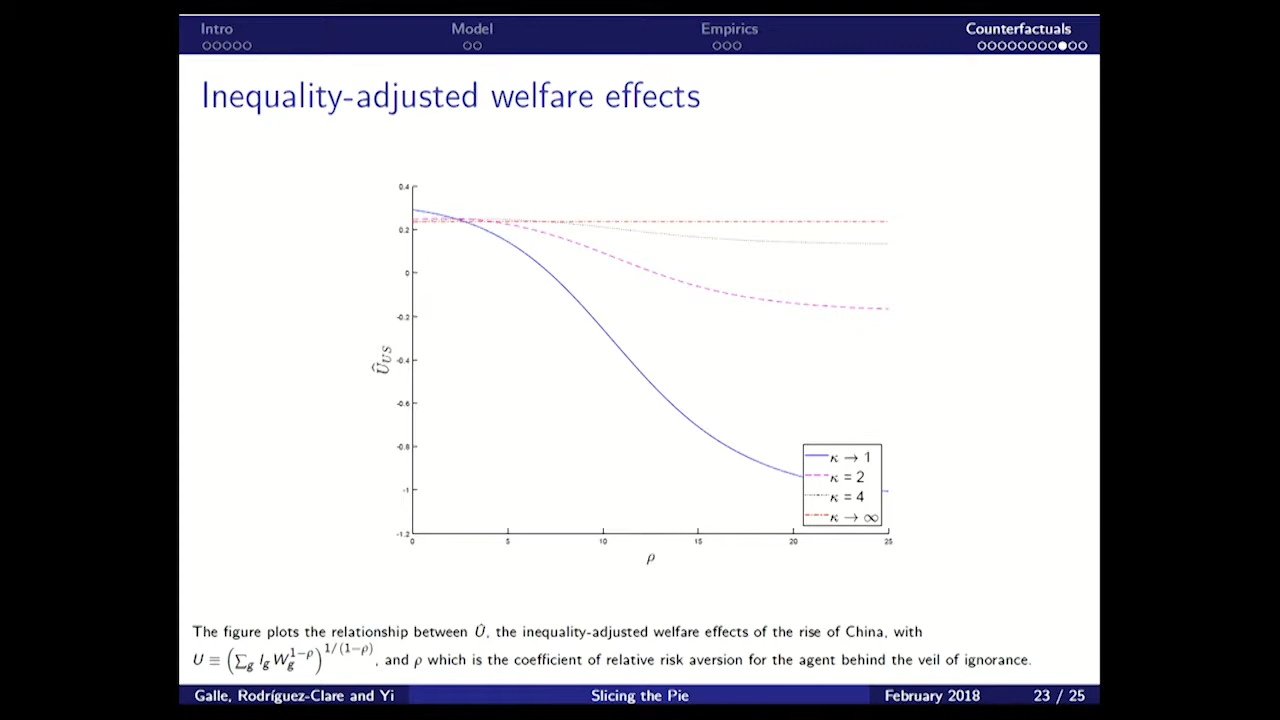 Intro Model Empirics Counterfactuals
Inequality-adjusted welfare effects
0.4
0.2
0
-0.2
-0.4
-0.6
-0.8
-1
-1.2
Û_US
0 5 10 15 20 25
ρ
κ → 1
κ = 2
κ = 4
κ → ∞
The figure plots the relationship between Û, the inequality-adjusted welfare effects of the rise of China, with
U ≡ (∑_g l_g W_g^{1−ρ})^{1/(1−ρ)}, and ρ which is the coefficient of relative risk aversion for the agent behind the veil of ignorance.
Galle, Rodríguez-Clare and Yi Slicing the Pie February 2018 23 / 25